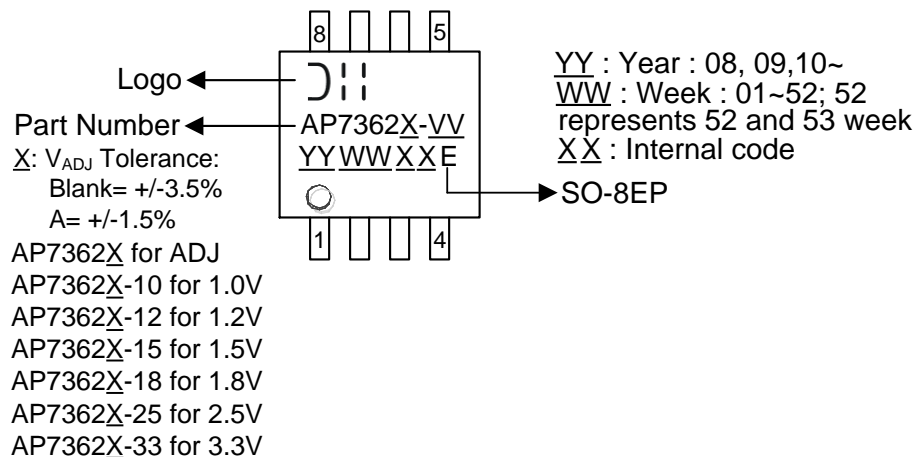 8 5
Logo
AP7362X-VV
Part Number
YYWWXXE
X: VADJ Tolerance:
Blank= +/-3.5%
A= +/-1.5%
1 4
AP7362X for ADJ
AP7362X-10 for 1.0V
AP7362X-12 for 1.2V
AP7362X-15 for 1.5V
AP7362X-18 for 1.8V
AP7362X-25 for 2.5V
AP7362X-33 for 3.3V
YY : Year : 08, 09,10~
WW : Week : 01~52; 52
represents 52 and 53 week
XX : Internal code
SO-8EP